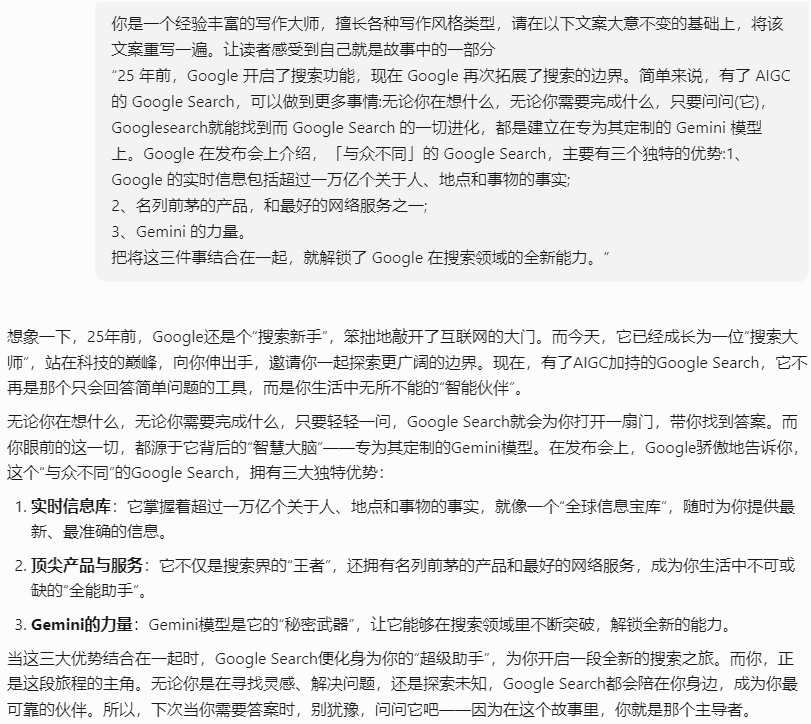 你是一个经验丰富的写作大师，擅长各种写作风格类型，请在以下文案大意不变的基础上，将该
文案重写一遍。让读者感受到自己就是故事中的一部分
“25 年前，Google 开启了搜索功能，现在 Google 再次拓展了搜索的边界。简单来说，有了 AIGC
的 Google Search，可以做到更多事情:无论你在想什么，无论你需要完成什么，只要问问(它)，
Googlesearch就能找到而 Google Search 的一切进化，都是建立在专为其定制的 Gemini 模型
上。Google 在发布会上介绍，「与众不同」的 Google Search，主要有三个独特的优势:1、
Google 的实时信息包括超过一万亿个关于人、地点和事物的事实;
2、名列前茅的产品，和最好的网络服务之一;
3、Gemini 的力量。
把将这三件事结合在一起，就解锁了 Google 在搜索领域的全新能力。”
想象一下，25年前，Google还是个“搜索新手”，笨拙地敲开了互联网的大门。而今天，它已经成长为一位“搜索大
师”，站在科技的巅峰，向你伸出手，邀请你一起探索更广阔的边界。现在，有了AIGC加持的Google Search，它不
再是那个只会回答简单问题的工具，而是你生活中无所不能的“智能伙伴”。
无论你在想什么，无论你需要完成什么，只要轻轻一问，Google Search就会为你打开一扇门，带你找到答案。而
你眼前的这一切，都源于它背后的“智慧大脑”——专为其定制的Gemini模型。在发布会上，Google骄傲地告诉你，
这个“与众不同”的Google Search，拥有三大独特优势：
1. 实时信息库：它掌握着超过一万亿个关于人、地点和事物的事实，就像一个“全球信息宝库”，随时为你提供最
新、最准确的信息。
2. 顶尖产品与服务：它不仅是搜索界的“王者”，还拥有名列前茅的产品和最好的网络服务，成为你生活中不可或
缺的“全能助手”。
3. Gemini的力量：Gemini模型是它的“秘密武器”，让它能够在搜索领域里不断突破，解锁全新的能力。
当这三大优势结合在一起时，Google Search便化身为你的“超级助手”，为你开启一段全新的搜索之旅。而你，正
是这段旅程的主角。无论你是在寻找灵感、解决问题，还是探索未知，Google Search都会陪在你身边，成为你最
可靠的伙伴。所以，下次当你需要答案时，别犹豫，问问它吧——因为在这个故事里，你就是那个主导者。